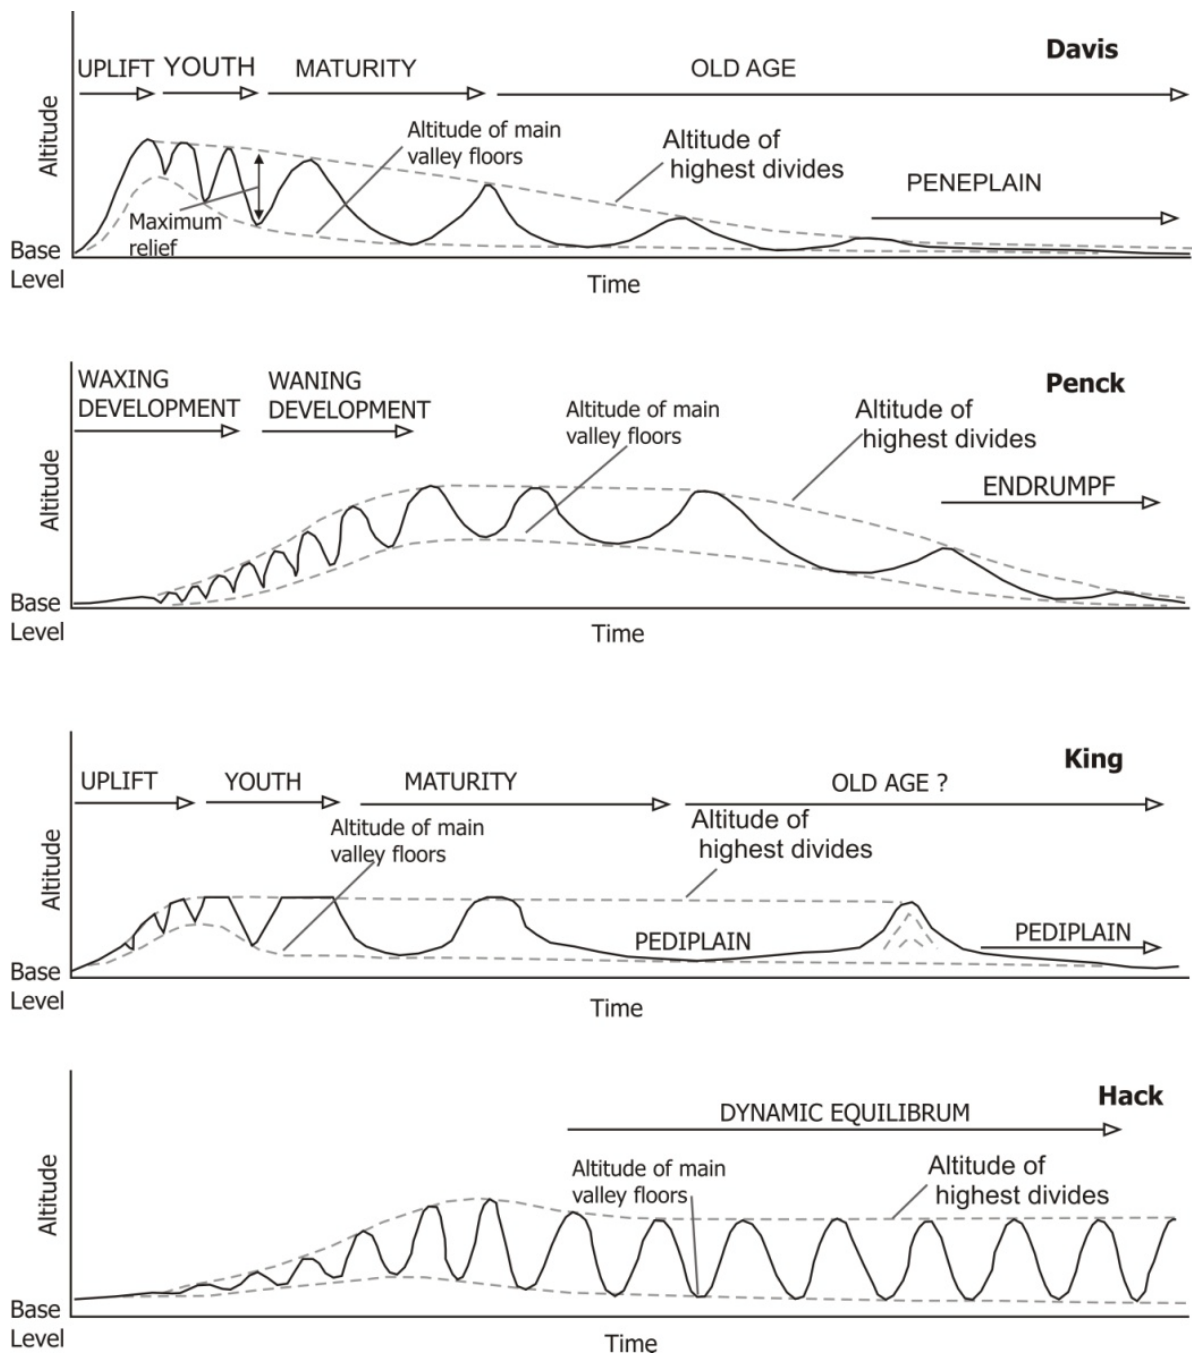 Davis
UPLIFT YOUTH MATURITY OLD AGE
Altitude
Altitude of main
valley floors
Altitude of
highest divides
PENEPLAIN
Maximum
relief
Base
Level
Time
Penck
WAXING
DEVELOPMENT
WANING
DEVELOPMENT
Altitude
Altitude of main
valley floors
Altitude of
highest divides
ENDRUMPF
Base
Level
Time
King
UPLIFT YOUTH MATURITY OLD AGE ?
Altitude
Altitude of main
valley floors
Altitude of
highest divides
PEDIPLAIN
PEDIPLAIN
Base
Level
Time
Hack
DYNAMIC EQUILIBRUM
Altitude
Altitude of main
valley floors
Altitude of
highest divides
Base
Level
Time